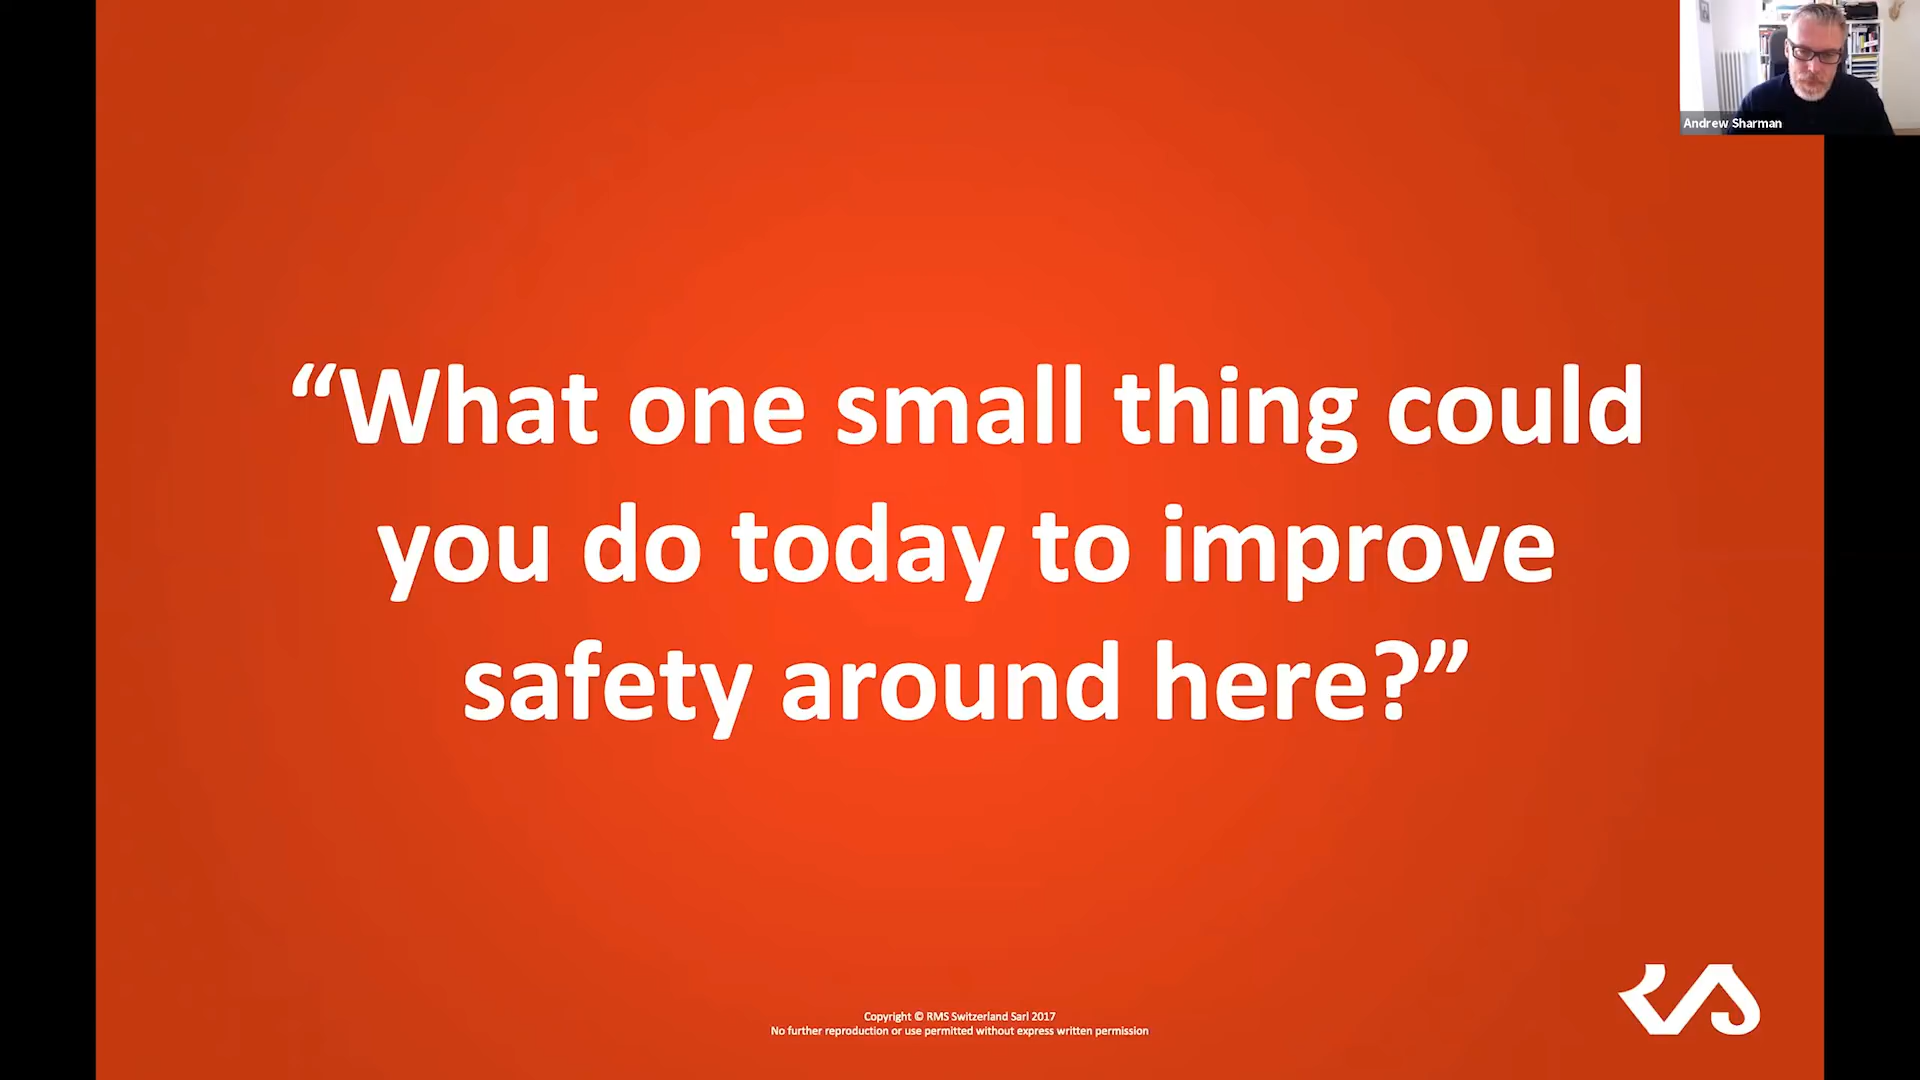 Andrew Sharman
“What one small thing could
you do today to improve
safety around here?”
Copyright © RMS Switzerland Sarl 2017
No further reproduction or use permitted without express written permission